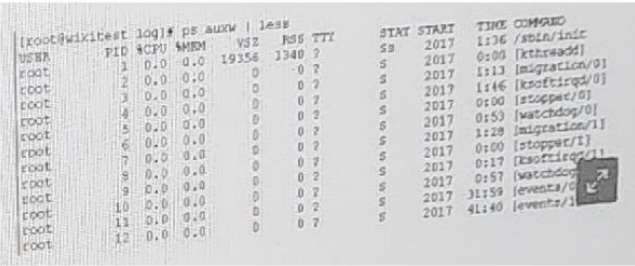 [root@wikitest log]# ps auxw | less
USER PID %CPU %MEM VSZ RSS TTY STAT START TIME COMMAND
root 1 0.0 0.0 19356 1340 ? Ss 2017 1:36 /sbin/init
root 2 0.0 0.0 0 0 ? S 2017 0:00 [kthreadd]
root 3 0.0 0.0 0 0 ? S 2017 1:13 [migration/0]
root 4 0.0 0.0 0 0 ? S 2017 1:46 [ksoftirqd/0]
root 5 0.0 0.0 0 0 ? S 2017 0:00 [stopper/0]
root 6 0.0 0.0 0 0 ? S 2017 0:53 [watchdog/0]
root 7 0.0 0.0 0 0 ? S 2017 1:28 [migration/1]
root 8 0.0 0.0 0 0 ? S 2017 0:00 [stopper/1]
root 9 0.0 0.0 0 0 ? S 2017 0:17 [ksoftirqd/1]
root 10 0.0 0.0 0 0 ? S 2017 0:57 [watchdog
root 11 0.0 0.0 0 0 ? S 2017 31:59 [events/0
root 12 0.0 0.0 0 0 ? S 2017 41:40 [events/1